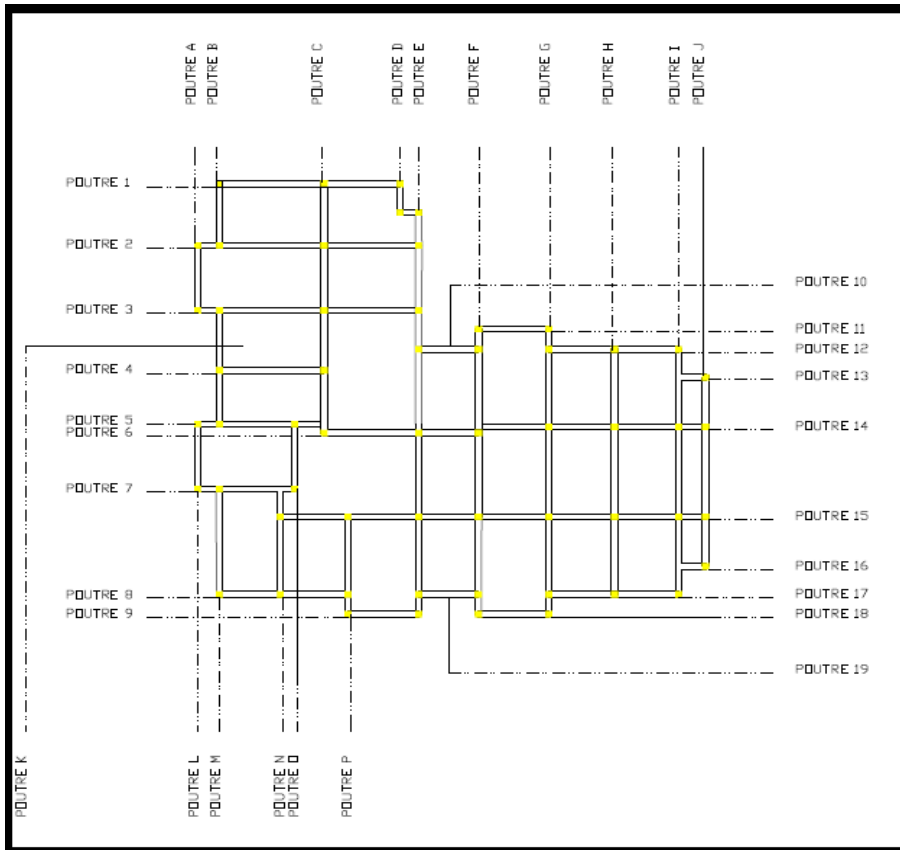 POUTRE A
POUTRE B
POUTRE C
POUTRE D
POUTRE E
POUTRE F
POUTRE G
POUTRE H
POUTRE I
POUTRE J
POUTRE 1
POUTRE 2
POUTRE 3
POUTRE 4
POUTRE 5
POUTRE 6
POUTRE 7
POUTRE 8
POUTRE 9
POUTRE 10
POUTRE 11
POUTRE 12
POUTRE 13
POUTRE 14
POUTRE 15
POUTRE 16
POUTRE 17
POUTRE 18
POUTRE 19
POUTRE K
POUTRE L
POUTRE M
POUTRE N
POUTRE O
POUTRE P